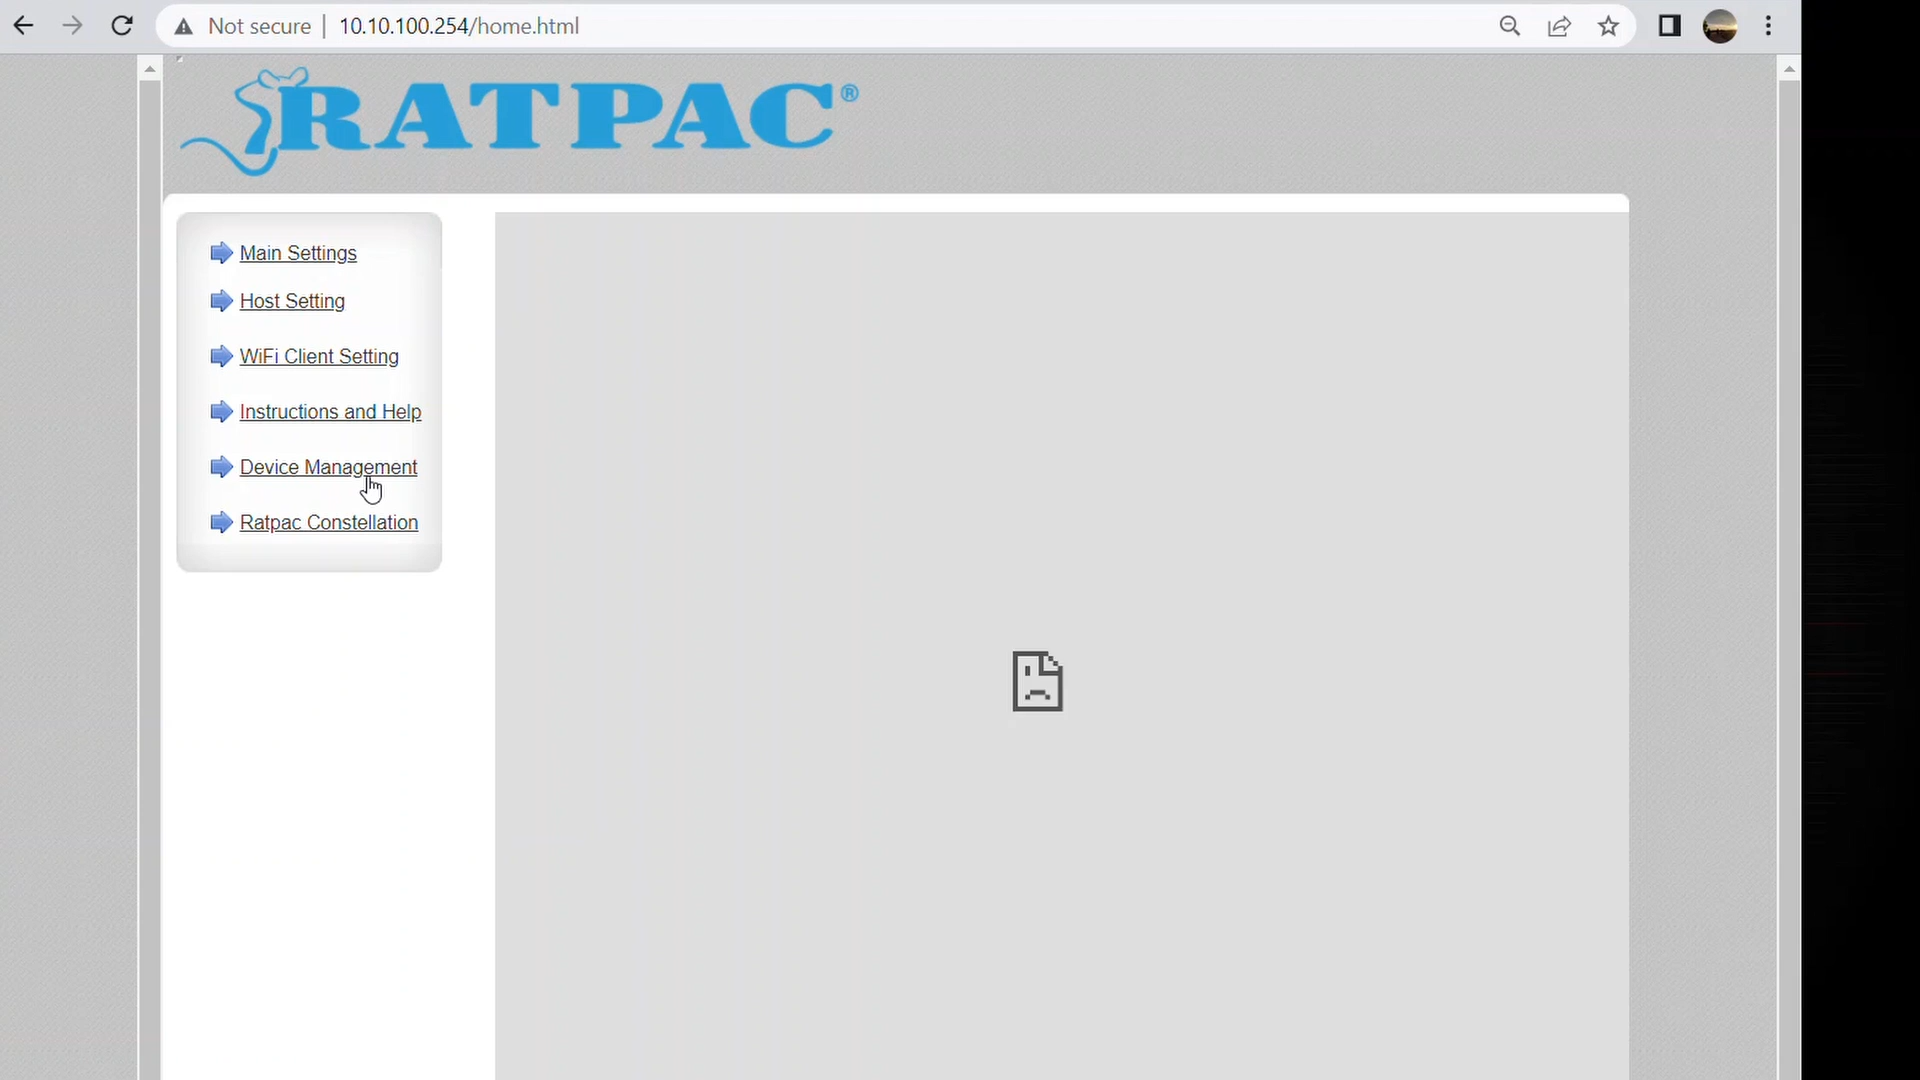 Not secure | 10.10.100.254/home.html
RATPAC®
Main Settings
Host Setting
WiFi Client Setting
Instructions and Help
Device Management
Ratpac Constellation